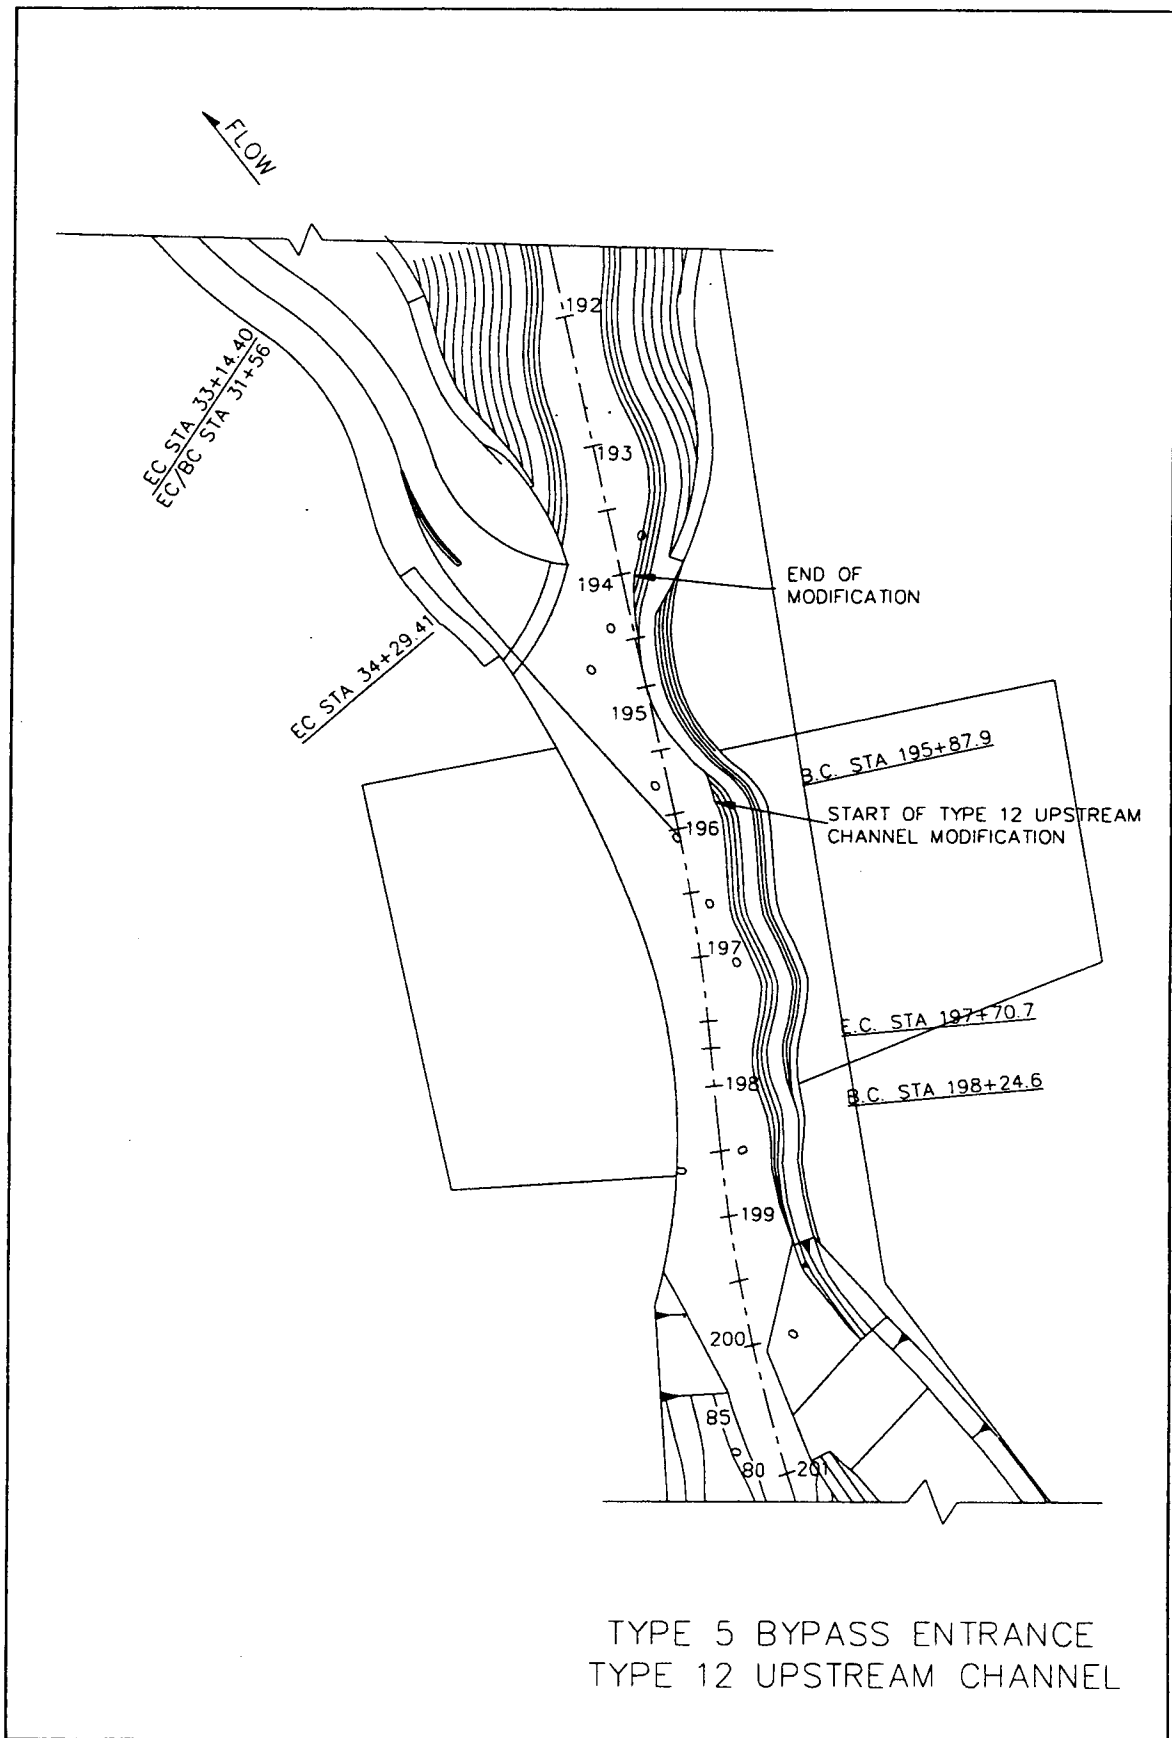 FLOW
192
EC STA 33+14.40
EC/BC STA 31+56
193
194
END OF
MODIFICATION
EC STA 34+29.41
195
B.C. STA 195+87.9
START OF TYPE 12 UPSTREAM
CHANNEL MODIFICATION
196
197
E.C. STA 197+70.7
198
B.C. STA 198+24.6
199
200
85
80
201
TYPE 5 BYPASS ENTRANCE
TYPE 12 UPSTREAM CHANNEL